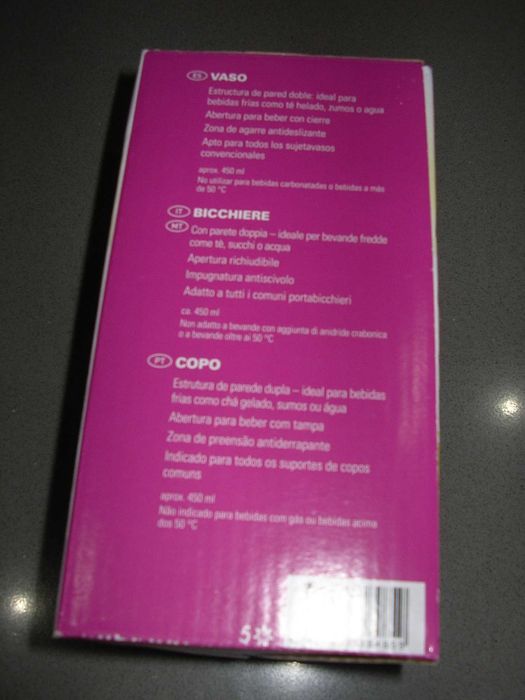 ES VASO
Estructura de pared doble: ideal para
bebidas frías como té helado, zumos o agua
Abertura para beber con cierre
Zona de agarre antideslizante
Apto para todos los sujetavasos
convencionales
aprox. 450 ml
No utilizar para bebidas carbonatadas o bebidas a más
de 50 °C
IT BICCHIERE
MT Con parete doppia – ideale per bevande fredde
come tè, succhi o acqua
Apertura richiudibile
Impugnatura antiscivolo
Adatto a tutti i comuni portabicchieri
ca. 450 ml
Non adatto a bevande con aggiunta di anidride crabonica
o a bevande oltre ai 50 °C
PT COPO
Estrutura de parede dupla – ideal para bebidas
frias como chá gelado, sumos ou água
Abertura para beber com tampa
Zona de preensão antiderrapante
Indicado para todos os suportes de copos
comuns
aprox. 450 ml
Não indicado para bebidas com gás ou bebidas acima
dos 50 °C
5